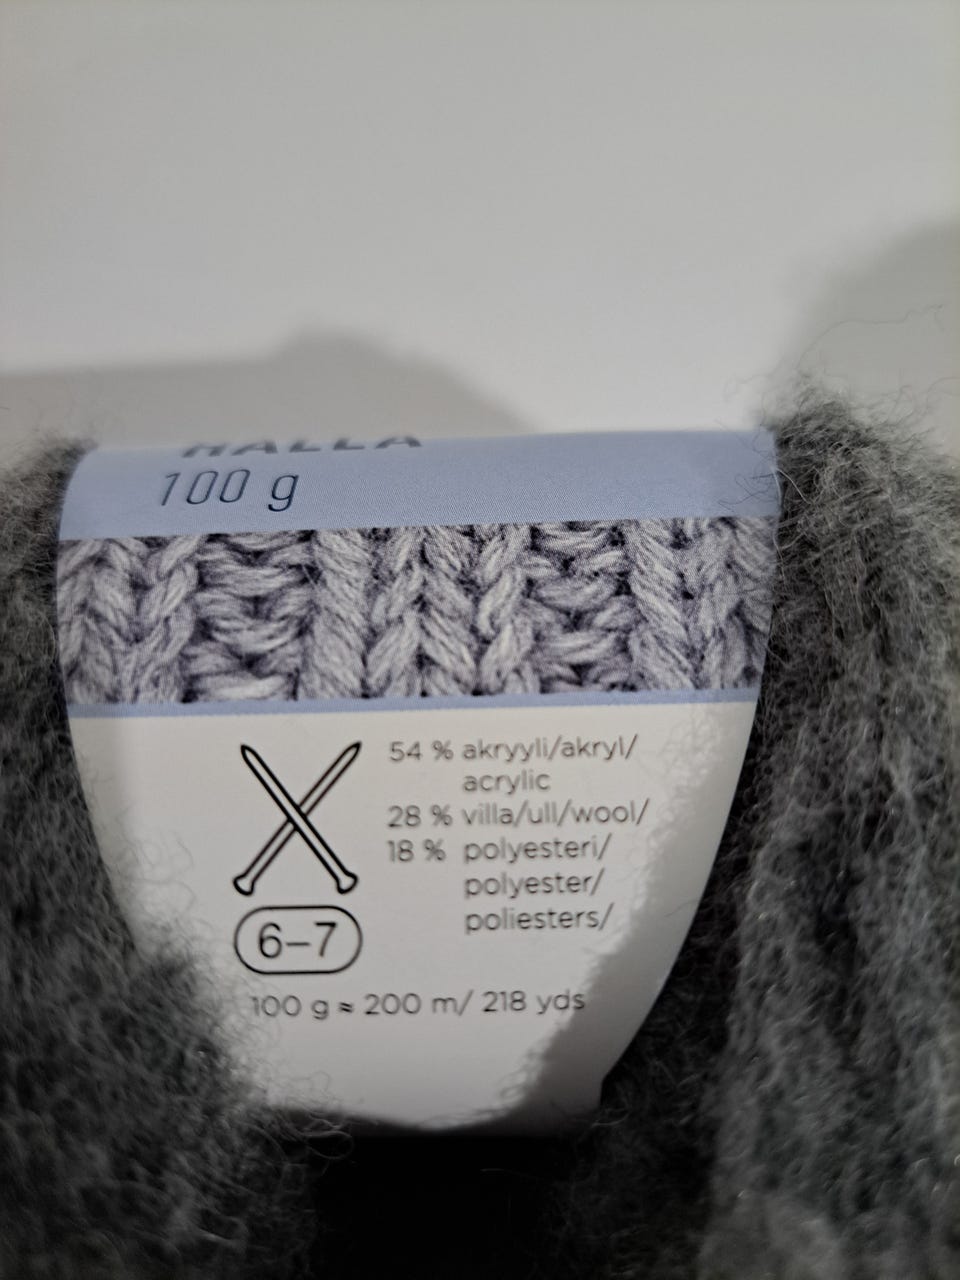 HALLA
100 g
54 % akryyli/akryl/
acrylic
28 % villa/ull/wool/
18 % polyesteri/
polyester/
poliesters/
6–7
100 g ≈ 200 m/ 218 yds